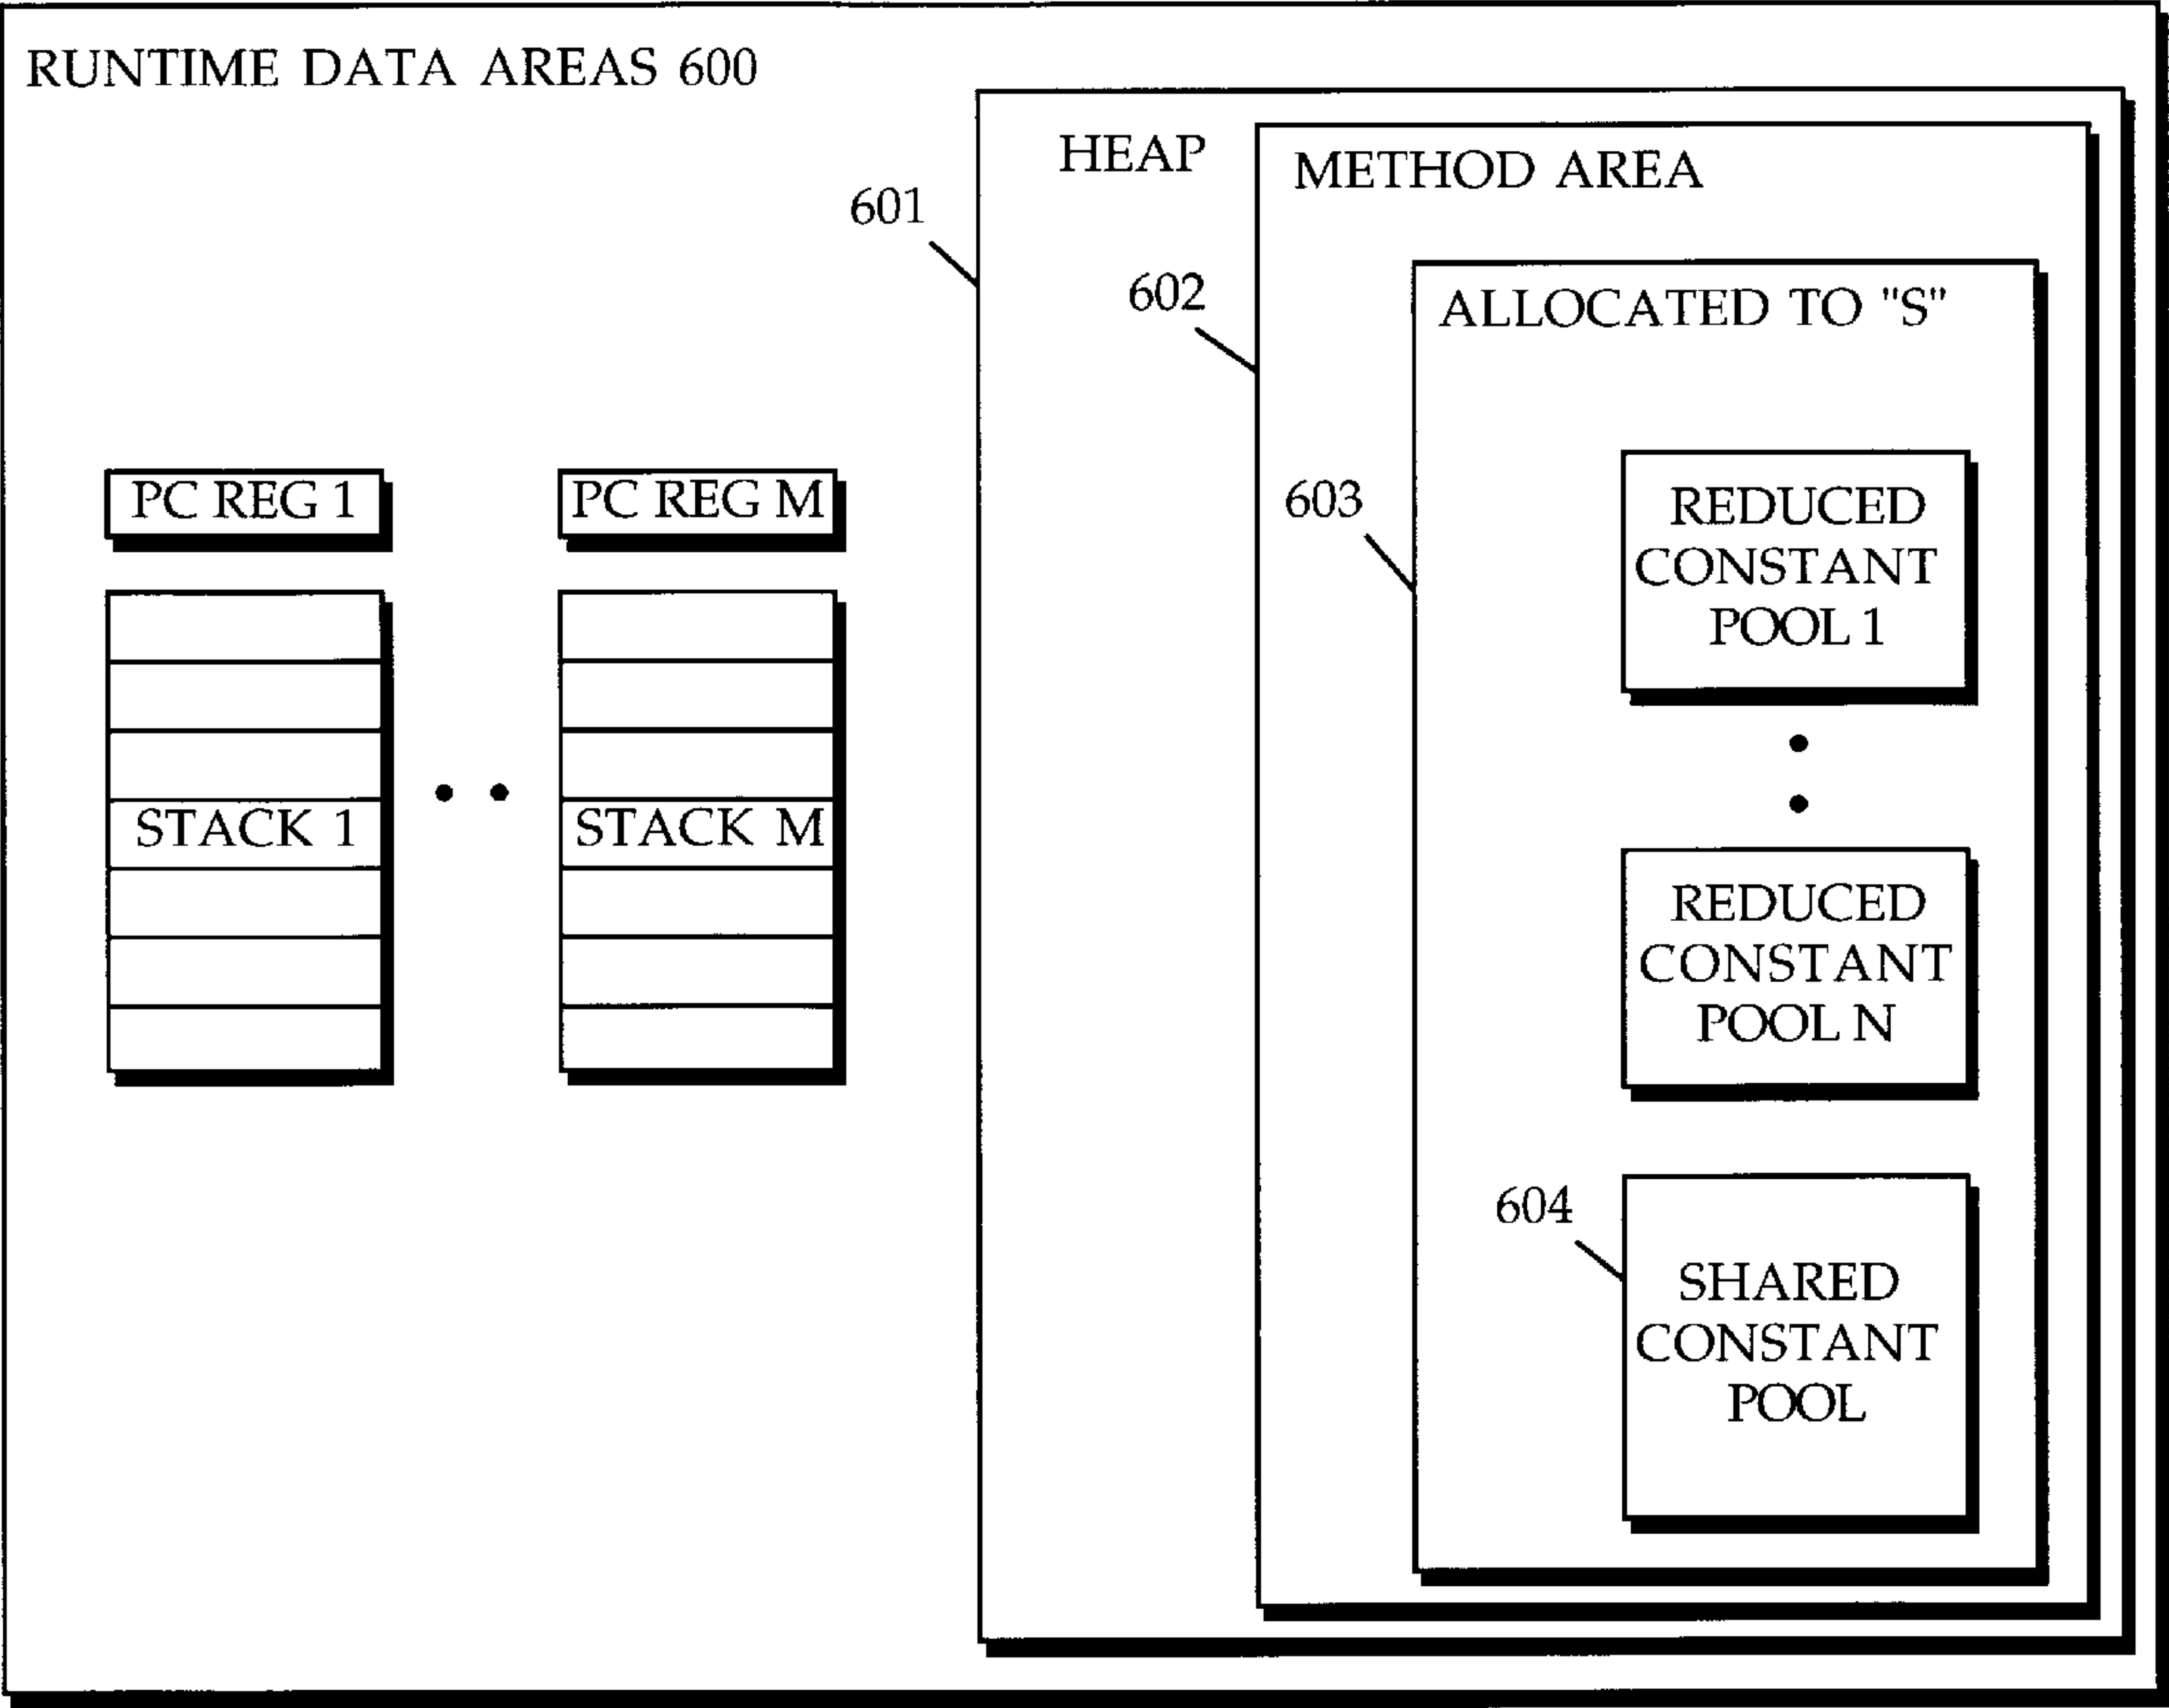 RUNTIME DATA AREAS 600
HEAP
METHOD AREA
601
602
ALLOCATED TO "S"
603
PC REG 1
PC REG M
REDUCED
CONSTANT
POOL 1
STACK 1
STACK M
REDUCED
CONSTANT
POOL N
604
SHARED
CONSTANT
POOL